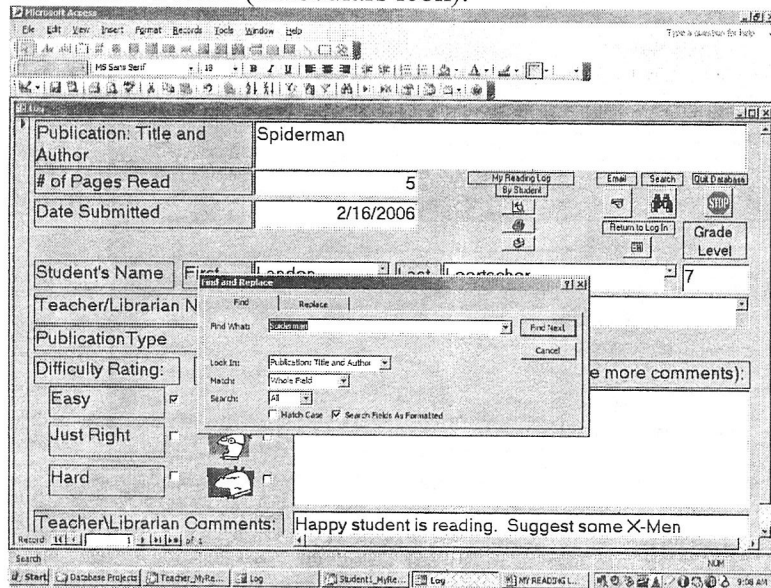 Microsoft Access
File Edit View Insert Format Records Tools Window Help
Type a question for help
MS Sans Serif
18
B I U
Log
Publication: Title and Author
Spiderman
# of Pages Read
5
Date Submitted
2/16/2006
My Reading Log
By Student
Email
Search
Quit Database
STOP
Return to Log In
Grade Level
7
Student's Name
First
Landon
Last
Loertscher
Teacher/Librarian N
Publication Type
Difficulty Rating:
e more comments):
Easy
Just Right
Hard
Find and Replace
Find
Replace
Find What:
Spiderman
Find Next
Cancel
Look In:
Publication: Title and Author
Match:
Whole Field
Search:
All
Match Case
Search Fields As Formatted
Teacher\Librarian Comments:
Happy student is reading. Suggest some X-Men
Record:
1
of 1
Search
NUM
Start
Database Projects
Teacher_MyRe...
Log
Student1_MyRe...
Log
MY READING L...
9:08 AM